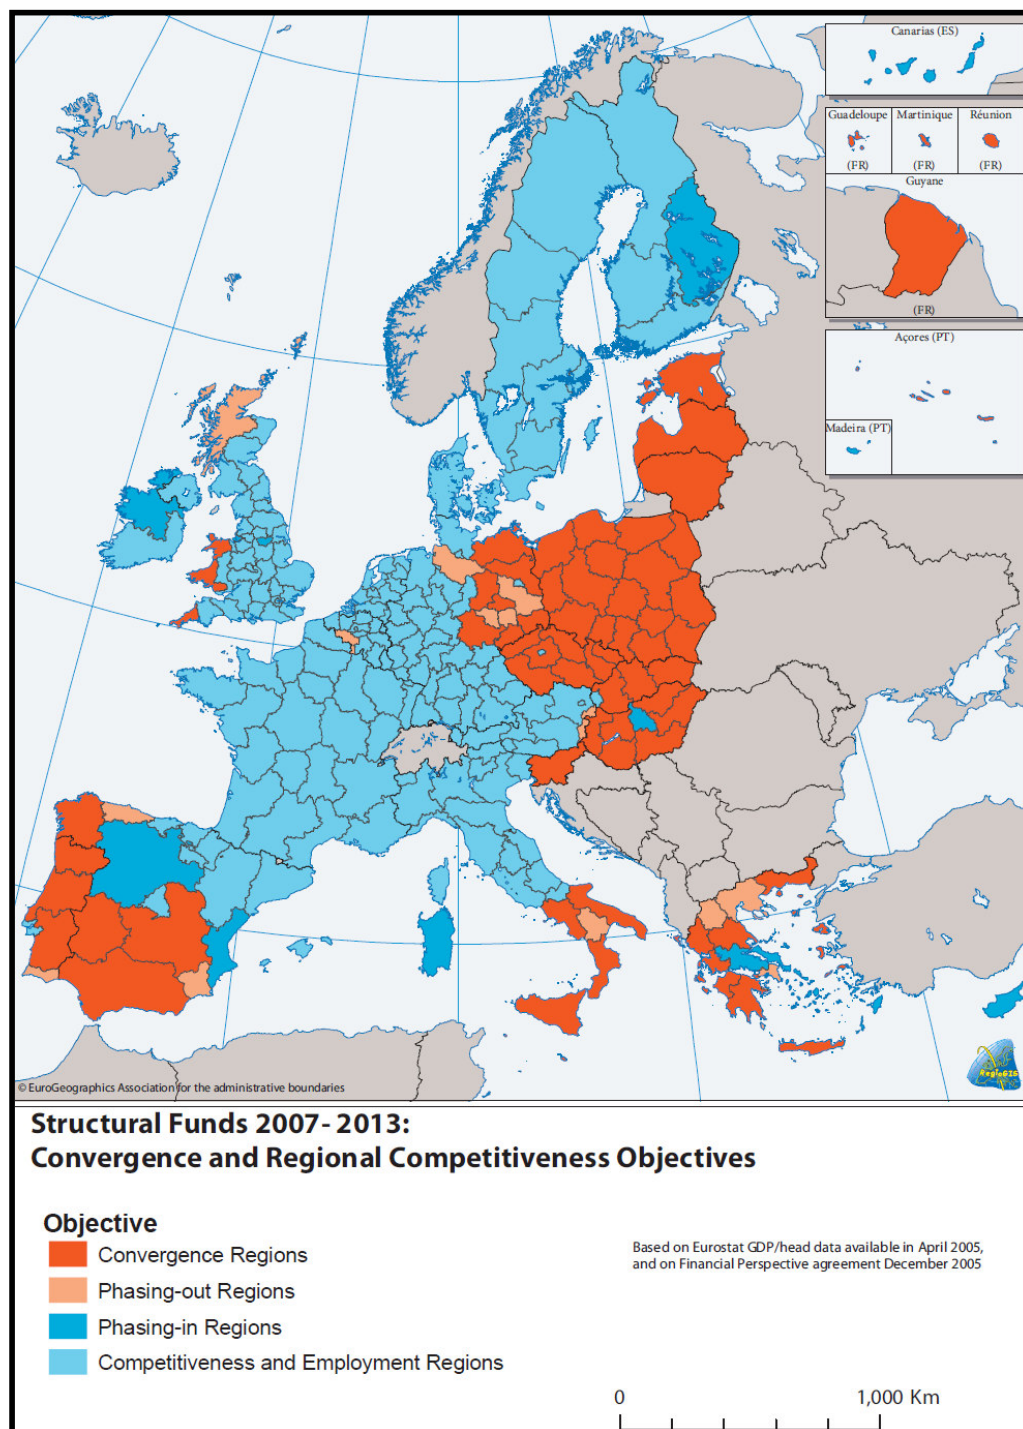 Canarias (ES)
Guadeloupe
Martinique
Réunion
(FR)
(FR)
(FR)
Guyane
(FR)
Açores (PT)
Madeira (PT)
RegioGIS
© EuroGeographics Association for the administrative boundaries
Structural Funds 2007- 2013:
Convergence and Regional Competitiveness Objectives
Objective
Convergence Regions
Phasing-out Regions
Phasing-in Regions
Competitiveness and Employment Regions
Based on Eurostat GDP/head data available in April 2005,
and on Financial Perspective agreement December 2005
0
1,000 Km